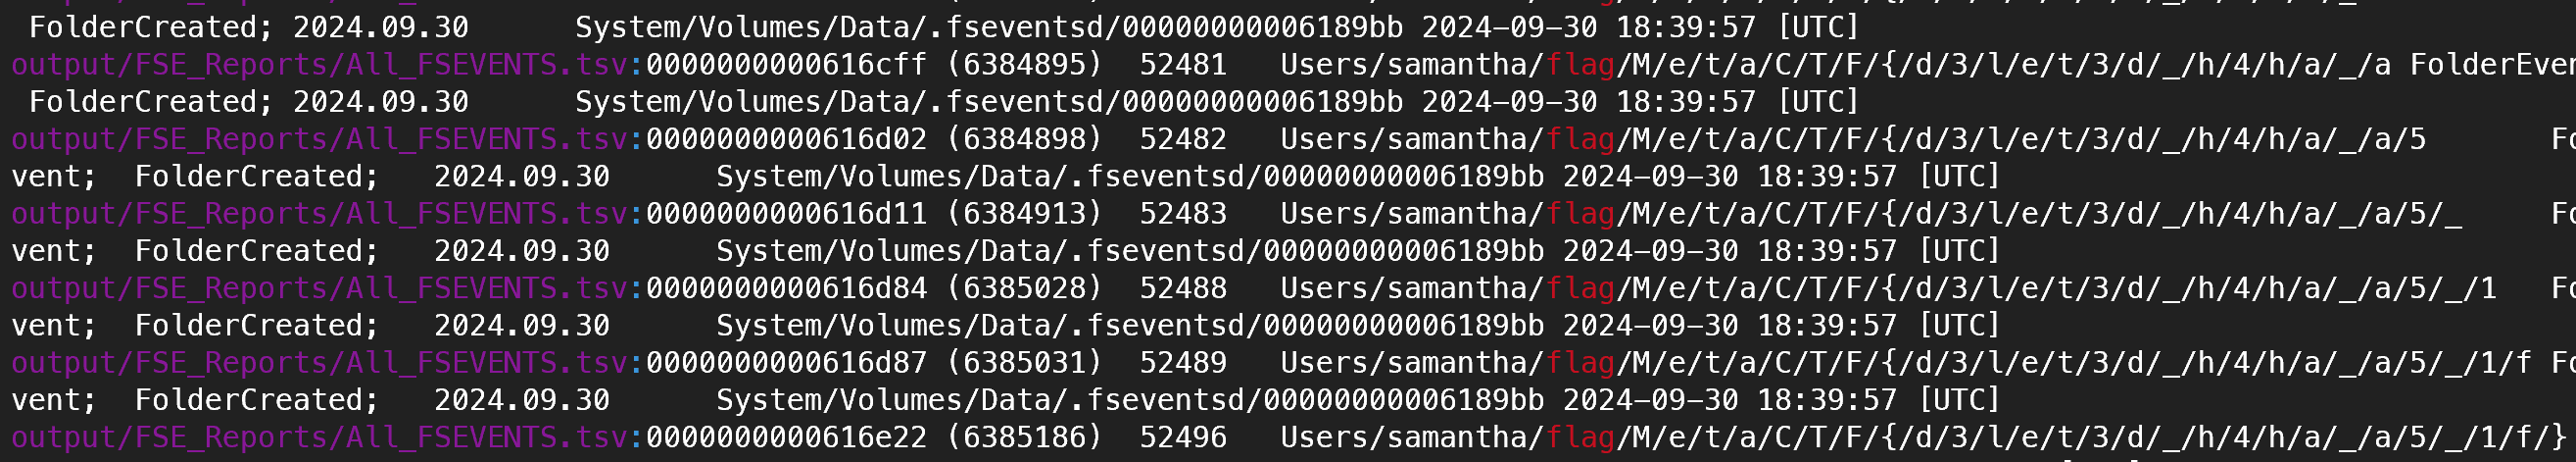 FolderCreated; 2024.09.30 System/Volumes/Data/.fseventsd/00000000006189bb 2024-09-30 18:39:57 [UTC]
output/FSE_Reports/All_FSEVENTS.tsv:0000000000616cff (6384895) 52481 Users/samantha/flag/M/e/t/a/C/T/F/{/d/3/l/e/t/3/d/_/h/4/h/a/_/a FolderEven
FolderCreated; 2024.09.30 System/Volumes/Data/.fseventsd/00000000006189bb 2024-09-30 18:39:57 [UTC]
output/FSE_Reports/All_FSEVENTS.tsv:0000000000616d02 (6384898) 52482 Users/samantha/flag/M/e/t/a/C/T/F/{/d/3/l/e/t/3/d/_/h/4/h/a/_/a/5 Fo
vent; FolderCreated; 2024.09.30 System/Volumes/Data/.fseventsd/00000000006189bb 2024-09-30 18:39:57 [UTC]
output/FSE_Reports/All_FSEVENTS.tsv:0000000000616d11 (6384913) 52483 Users/samantha/flag/M/e/t/a/C/T/F/{/d/3/l/e/t/3/d/_/h/4/h/a/_/a/5/_ Fo
vent; FolderCreated; 2024.09.30 System/Volumes/Data/.fseventsd/00000000006189bb 2024-09-30 18:39:57 [UTC]
output/FSE_Reports/All_FSEVENTS.tsv:0000000000616d84 (6385028) 52488 Users/samantha/flag/M/e/t/a/C/T/F/{/d/3/l/e/t/3/d/_/h/4/h/a/_/a/5/_/1 Fo
vent; FolderCreated; 2024.09.30 System/Volumes/Data/.fseventsd/00000000006189bb 2024-09-30 18:39:57 [UTC]
output/FSE_Reports/All_FSEVENTS.tsv:0000000000616d87 (6385031) 52489 Users/samantha/flag/M/e/t/a/C/T/F/{/d/3/l/e/t/3/d/_/h/4/h/a/_/a/5/_/1/f Fo
vent; FolderCreated; 2024.09.30 System/Volumes/Data/.fseventsd/00000000006189bb 2024-09-30 18:39:57 [UTC]
output/FSE_Reports/All_FSEVENTS.tsv:0000000000616e22 (6385186) 52496 Users/samantha/flag/M/e/t/a/C/T/F/{/d/3/l/e/t/3/d/_/h/4/h/a/_/a/5/_/1/f/}